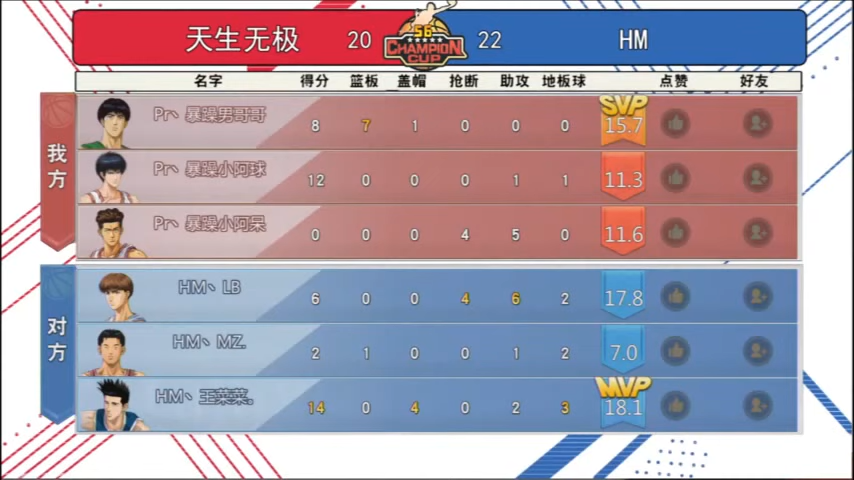 天生无极 20 56 CHAMPION CUP 22 HM
名字 得分 篮板 盖帽 抢断 助攻 地板球 点赞 好友
我方
Pr丶暴躁男哥哥 8 7 1 0 0 0 SVP 15.7
Pr丶暴躁小阿球 12 0 0 0 1 1 11.3
Pr丶暴躁小阿呆 0 0 0 4 5 0 11.6
对方
HM丶LB 6 0 0 4 6 2 17.8
HM丶MZ. 2 1 0 0 1 2 7.0
HM丶王菜菜。 14 0 4 0 2 3 MVP 18.1